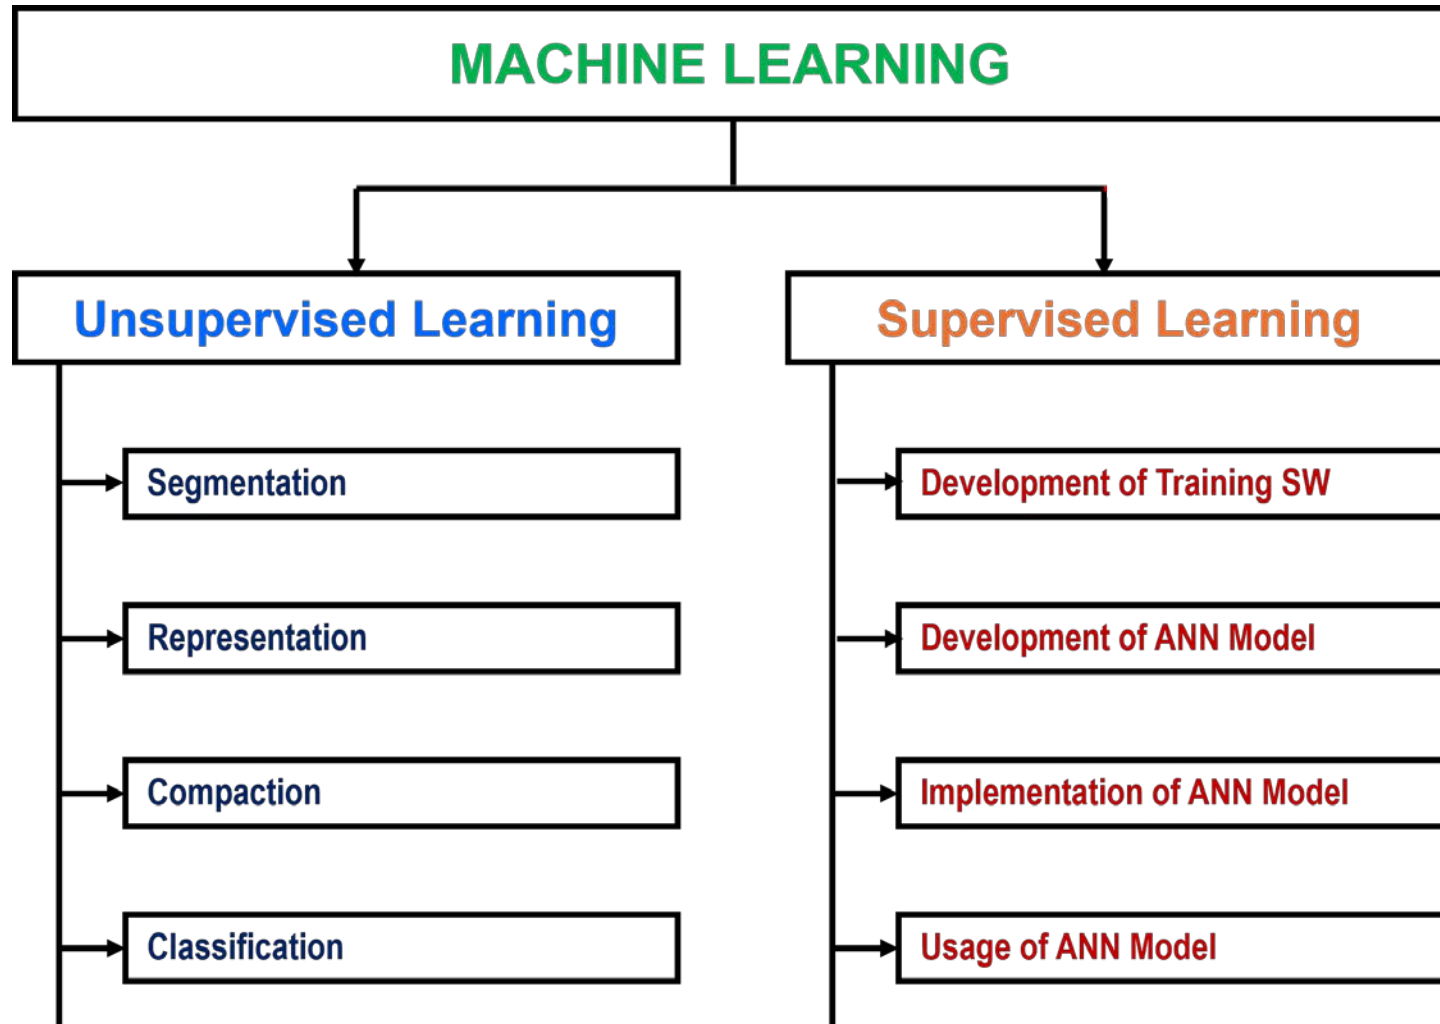 MACHINE LEARNING
Unsupervised Learning
Segmentation
Representation
Compaction
Classification
Supervised Learning
Development of Training SW
Development of ANN Model
Implementation of ANN Model
Usage of ANN Model